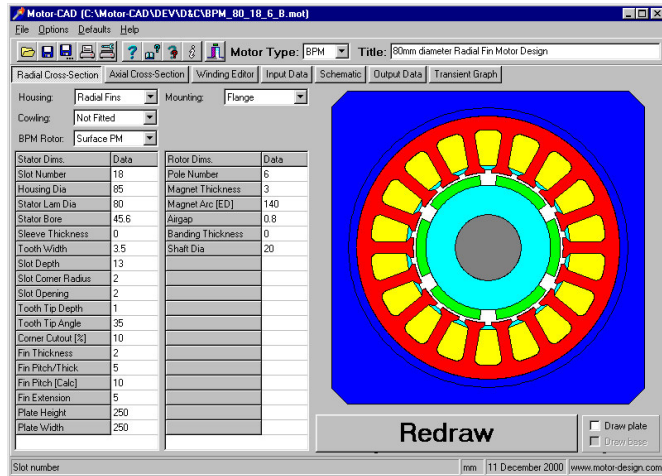 Motor-CAD (C:\Motor-CAD\DEV\D&C\BPM_80_18_6_B.mot)
File Options Defaults Help
Motor Type: BPM Title: 80mm diameter Radial Fin Motor Design
Radial Cross-Section Axial Cross-Section Winding Editor Input Data Schematic Output Data Transient Graph
Housing: Radial Fins Mounting: Flange
Cowling: Not Fitted
BPM Rotor: Surface PM
Stator Dims. Data Rotor Dims. Data
Slot Number 18 Pole Number 6
Housing Dia 85 Magnet Thickness 3
Stator Lam Dia 80 Magnet Arc [ED] 140
Stator Bore 45.6 Airgap 0.8
Sleeve Thickness 0 Banding Thickness 0
Tooth Width 3.5 Shaft Dia 20
Slot Depth 13
Slot Corner Radius 2
Slot Opening 2
Tooth Tip Depth 1
Tooth Tip Angle 35
Corner Cutout [%] 10
Fin Thickness 2
Fin Pitch/Thick 5
Fin Pitch [Calc] 10
Fin Extension 5
Plate Height 250
Plate Width 250
Redraw
Draw plate
Draw base
Slot number mm 11 December 2000 www.motor-design.com